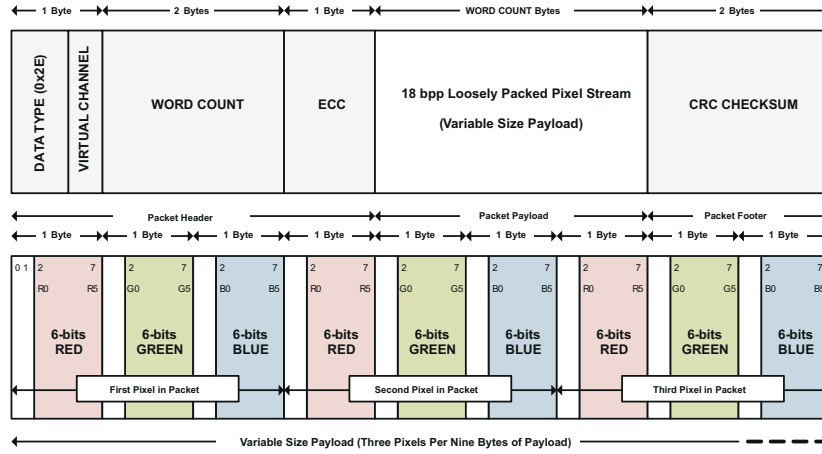 1 Byte 2 Bytes 1 Byte WORD COUNT Bytes 2 Bytes
DATA TYPE (0x2E)
VIRTUAL CHANNEL
WORD COUNT
ECC
18 bpp Loosely Packed Pixel Stream
(Variable Size Payload)
CRC CHECKSUM
Packet Header Packet Payload Packet Footer
1 Byte 1 Byte 1 Byte 1 Byte 1 Byte 1 Byte 1 Byte 1 Byte 1 Byte
0 1 2 7 2 7 2 7 2 7 2 7 2 7 2 7 2 7 2 7
R0 R5 G0 G5 B0 B5 R0 R5 G0 G5 B0 B5 R0 R5 G0 G5 B0 B5
6-bits 6-bits 6-bits 6-bits 6-bits 6-bits 6-bits 6-bits 6-bits
RED GREEN BLUE RED GREEN BLUE RED GREEN BLUE
First Pixel in Packet Second Pixel in Packet Third Pixel in Packet
Variable Size Payload (Three Pixels Per Nine Bytes of Payload)